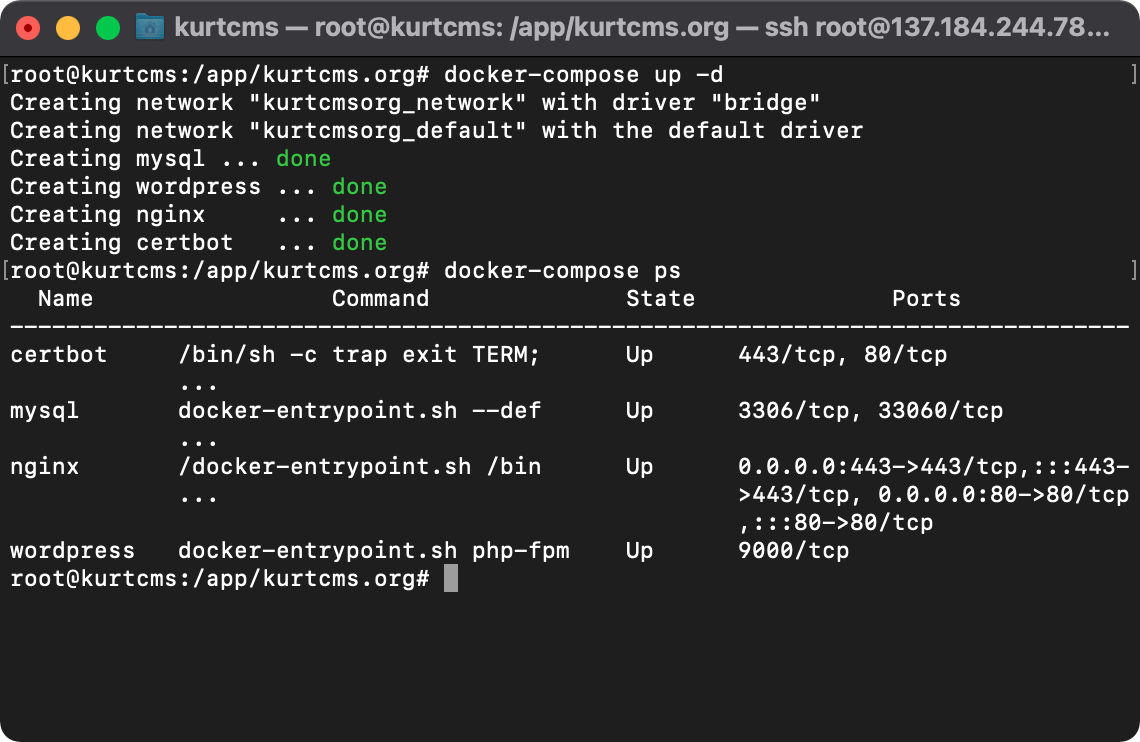 kurtcms — root@kurtcms: /app/kurtcms.org — ssh root@137.184.244.78...
[root@kurtcms:/app/kurtcms.org# docker-compose up -d ]
Creating network "kurtcmsorg_network" with driver "bridge"
Creating network "kurtcmsorg_default" with the default driver
Creating mysql ... done
Creating wordpress ... done
Creating nginx     ... done
Creating certbot   ... done
[root@kurtcms:/app/kurtcms.org# docker-compose ps ]
  Name                 Command              State              Ports
--------------------------------------------------------------------------------
certbot     /bin/sh -c trap exit TERM;      Up      443/tcp, 80/tcp
            ...
mysql       docker-entrypoint.sh --def      Up      3306/tcp, 33060/tcp
            ...
nginx       /docker-entrypoint.sh /bin      Up      0.0.0.0:443->443/tcp,:::443-
            ...                                     >443/tcp, 0.0.0.0:80->80/tcp
                                                    ,:::80->80/tcp
wordpress   docker-entrypoint.sh php-fpm    Up      9000/tcp
root@kurtcms:/app/kurtcms.org#